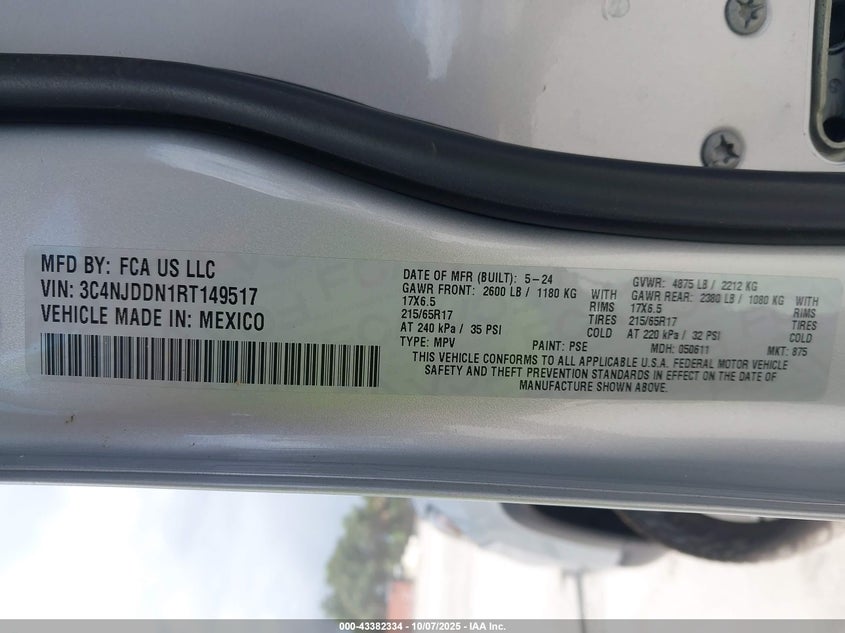 MFD BY: FCA US LLC
VIN: 3C4NJDDN1RT149517
VEHICLE MADE IN: MEXICO
DATE OF MFR (BUILT): 5-24
GVWR: 4875 LB / 2212 KG
GAWR FRONT: 2600 LB / 1180 KG WITH
17X6.5 RIMS
215/65R17 TIRES
AT 240 kPa / 35 PSI COLD
GAWR REAR: 2380 LB / 1080 KG WITH
17X6.5 RIMS
215/65R17 TIRES
AT 220 kPa / 32 PSI COLD
TYPE: MPV PAINT: PSE MDH: 050611 MKT: 875
THIS VEHICLE CONFORMS TO ALL APPLICABLE U.S.A. FEDERAL MOTOR VEHICLE
SAFETY AND THEFT PREVENTION STANDARDS IN EFFECT ON THE DATE OF
MANUFACTURE SHOWN ABOVE.
000-43382334 - 10/07/2025 - IAA Inc.